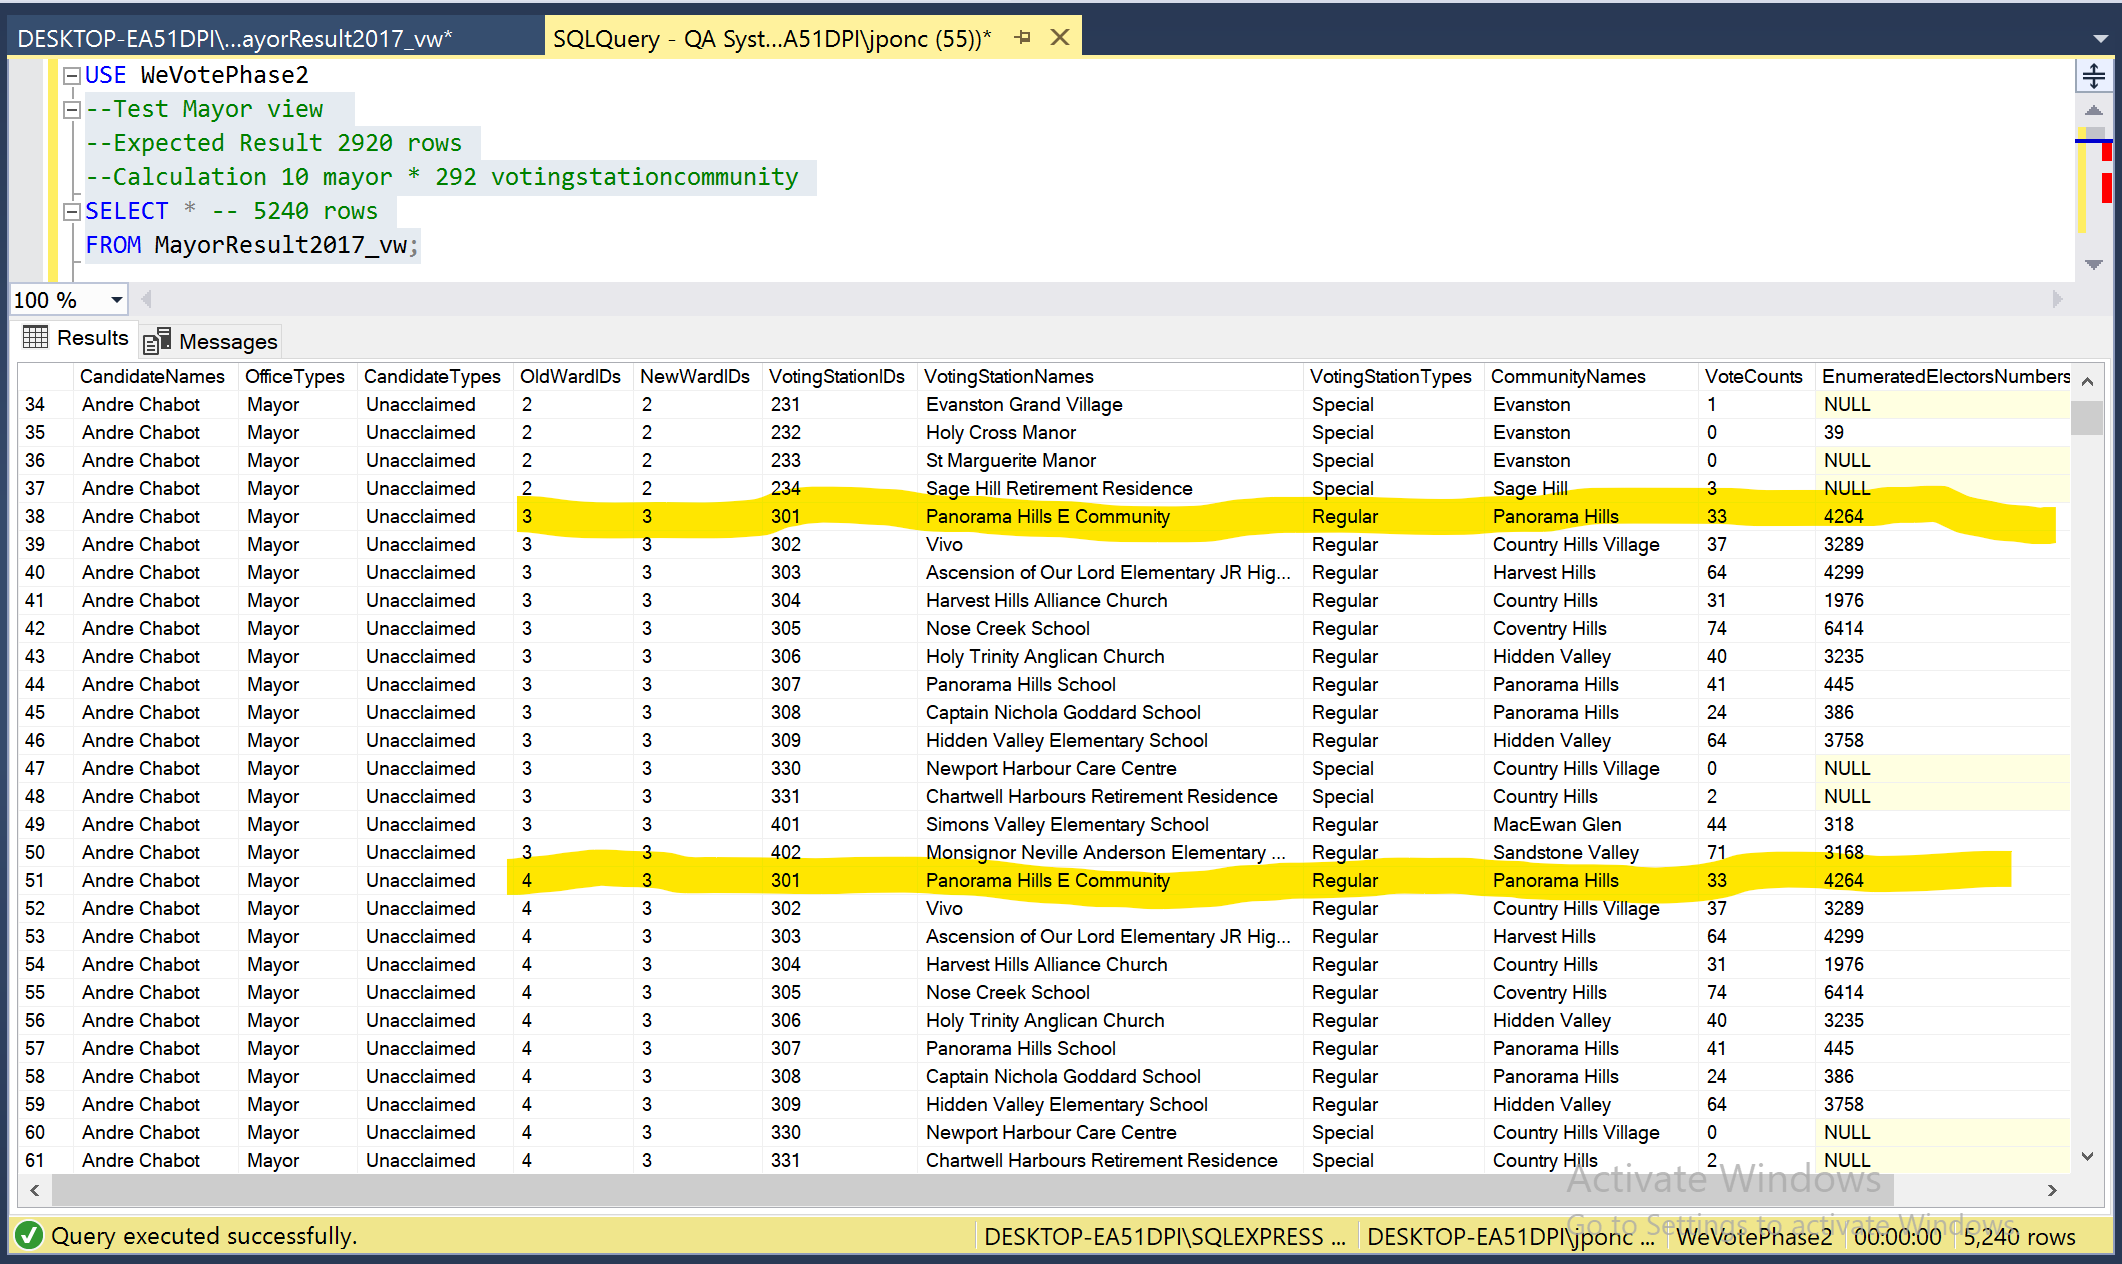 DESKTOP-EA51DPI\...ayorResult2017_vw* SQLQuery - QA Syst...A51DPI\jponc (55))*
USE WeVotePhase2
--Test Mayor view
--Expected Result 2920 rows
--Calculation 10 mayor * 292 votingstationcommunity
SELECT * -- 5240 rows
FROM MayorResult2017_vw;
100 %
Results Messages
CandidateNames OfficeTypes CandidateTypes OldWardIDs NewWardIDs VotingStationIDs VotingStationNames VotingStationTypes CommunityNames VoteCounts EnumeratedElectorsNumbers
34 Andre Chabot Mayor Unacclaimed 2 2 231 Evanston Grand Village Special Evanston 1 NULL
35 Andre Chabot Mayor Unacclaimed 2 2 232 Holy Cross Manor Special Evanston 0 39
36 Andre Chabot Mayor Unacclaimed 2 2 233 St Marguerite Manor Special Evanston 0 NULL
37 Andre Chabot Mayor Unacclaimed 2 2 234 Sage Hill Retirement Residence Special Sage Hill 3 NULL
38 Andre Chabot Mayor Unacclaimed 3 3 301 Panorama Hills E Community Regular Panorama Hills 33 4264
39 Andre Chabot Mayor Unacclaimed 3 3 302 Vivo Regular Country Hills Village 37 3289
40 Andre Chabot Mayor Unacclaimed 3 3 303 Ascension of Our Lord Elementary JR Hig... Regular Harvest Hills 64 4299
41 Andre Chabot Mayor Unacclaimed 3 3 304 Harvest Hills Alliance Church Regular Country Hills 31 1976
42 Andre Chabot Mayor Unacclaimed 3 3 305 Nose Creek School Regular Coventry Hills 74 6414
43 Andre Chabot Mayor Unacclaimed 3 3 306 Holy Trinity Anglican Church Regular Hidden Valley 40 3235
44 Andre Chabot Mayor Unacclaimed 3 3 307 Panorama Hills School Regular Panorama Hills 41 445
45 Andre Chabot Mayor Unacclaimed 3 3 308 Captain Nichola Goddard School Regular Panorama Hills 24 386
46 Andre Chabot Mayor Unacclaimed 3 3 309 Hidden Valley Elementary School Regular Hidden Valley 64 3758
47 Andre Chabot Mayor Unacclaimed 3 3 330 Newport Harbour Care Centre Special Country Hills Village 0 NULL
48 Andre Chabot Mayor Unacclaimed 3 3 331 Chartwell Harbours Retirement Residence Special Country Hills 2 NULL
49 Andre Chabot Mayor Unacclaimed 3 3 401 Simons Valley Elementary School Regular MacEwan Glen 44 318
50 Andre Chabot Mayor Unacclaimed 3 3 402 Monsignor Neville Anderson Elementary ... Regular Sandstone Valley 71 3168
51 Andre Chabot Mayor Unacclaimed 4 3 301 Panorama Hills E Community Regular Panorama Hills 33 4264
52 Andre Chabot Mayor Unacclaimed 4 3 302 Vivo Regular Country Hills Village 37 3289
53 Andre Chabot Mayor Unacclaimed 4 3 303 Ascension of Our Lord Elementary JR Hig... Regular Harvest Hills 64 4299
54 Andre Chabot Mayor Unacclaimed 4 3 304 Harvest Hills Alliance Church Regular Country Hills 31 1976
55 Andre Chabot Mayor Unacclaimed 4 3 305 Nose Creek School Regular Coventry Hills 74 6414
56 Andre Chabot Mayor Unacclaimed 4 3 306 Holy Trinity Anglican Church Regular Hidden Valley 40 3235
57 Andre Chabot Mayor Unacclaimed 4 3 307 Panorama Hills School Regular Panorama Hills 41 445
58 Andre Chabot Mayor Unacclaimed 4 3 308 Captain Nichola Goddard School Regular Panorama Hills 24 386
59 Andre Chabot Mayor Unacclaimed 4 3 309 Hidden Valley Elementary School Regular Hidden Valley 64 3758
60 Andre Chabot Mayor Unacclaimed 4 3 330 Newport Harbour Care Centre Special Country Hills Village 0 NULL
61 Andre Chabot Mayor Unacclaimed 4 3 331 Chartwell Harbours Retirement Residence Special Country Hills 2 NULL
Activate Windows
Go to Settings to activate Windows.
Query executed successfully. DESKTOP-EA51DPI\SQLEXPRESS ... DESKTOP-EA51DPI\jponc ... WeVotePhase2 00:00:00 5,240 rows